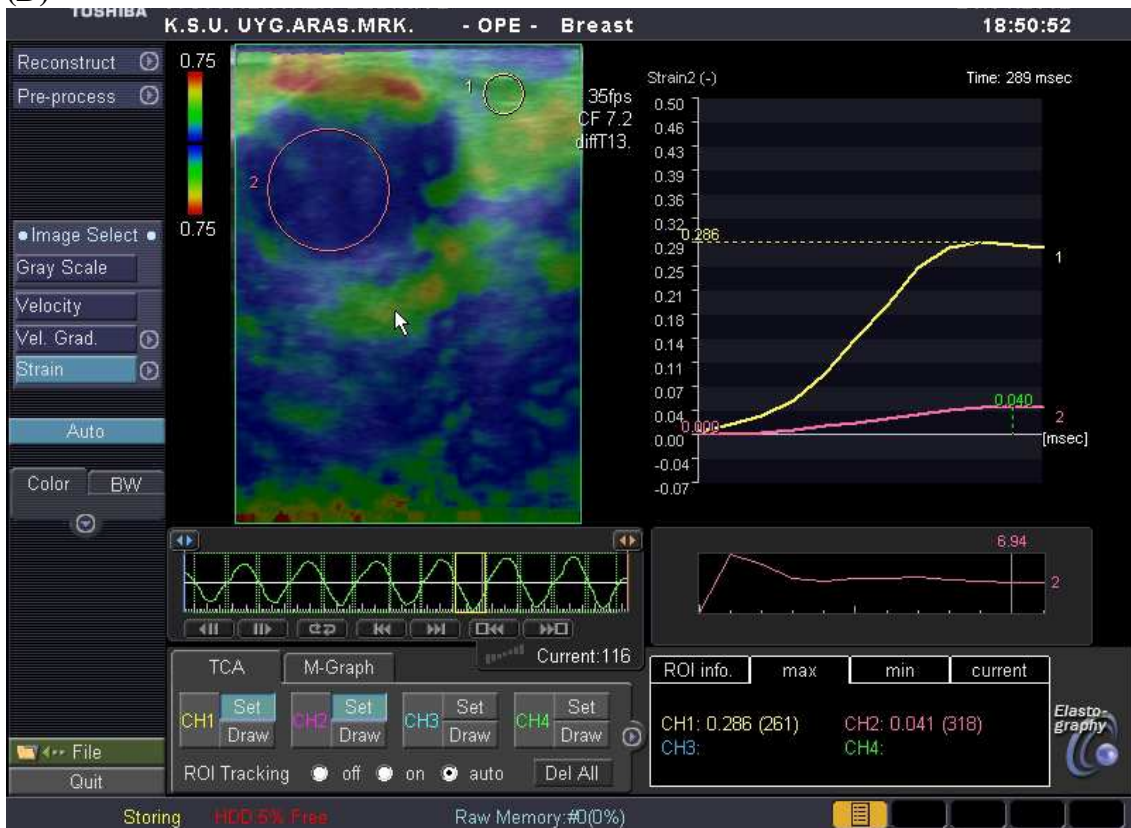 TOSHIBA
K.S.U. UYG.ARAS.MRK. - OPE - Breast
18:50:52
Reconstruct
Pre-process
Image Select
Gray Scale
Velocity
Vel. Grad.
Strain
Auto
Color BW
File
Quit
0.75
0.75
1
2
35fps
CF 7.2
diffT13.
Strain2 (-) Time: 289 msec
0.50
0.46
0.43
0.39
0.36
0.32
0.286
0.29
0.25
0.21
0.18
0.14
0.11
0.07
0.04
0.000
0.00
-0.04
-0.07
1
0.040
2
[msec]
6.94
2
Current:116
TCA M-Graph
CH1 Set Draw
CH2 Set Draw
CH3 Set Draw
CH4 Set Draw
ROI Tracking off on auto Del All
ROI info. max min current
CH1: 0.286 (261) CH2: 0.041 (318)
CH3: CH4:
Elasto-
graphy
Storing HDD:5% Free Raw Memory:#0(0%)